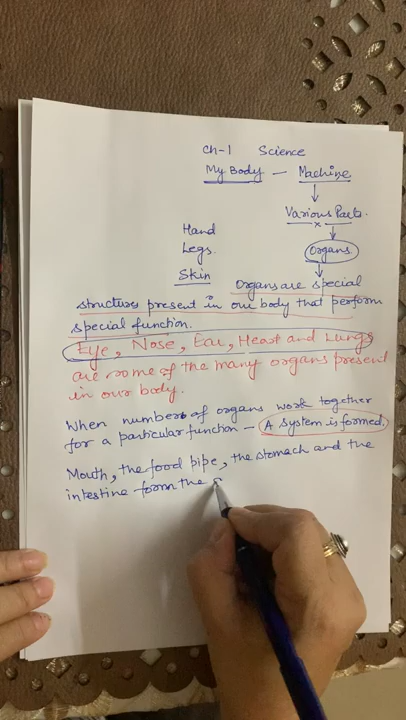 Ch-1 Science
My Body - Machine
Various Parts.
Hand
Legs.
Organs.
Skin
Organs are special
structures present in our body that perform
special function.
Eye, Nose, Ear, Heart and Lungs
are some of the many organs present
in our body.
When numbers of organs work together
for a particular function - A system is formed.
Mouth, the food pipe, the stomach and the
intestine form the